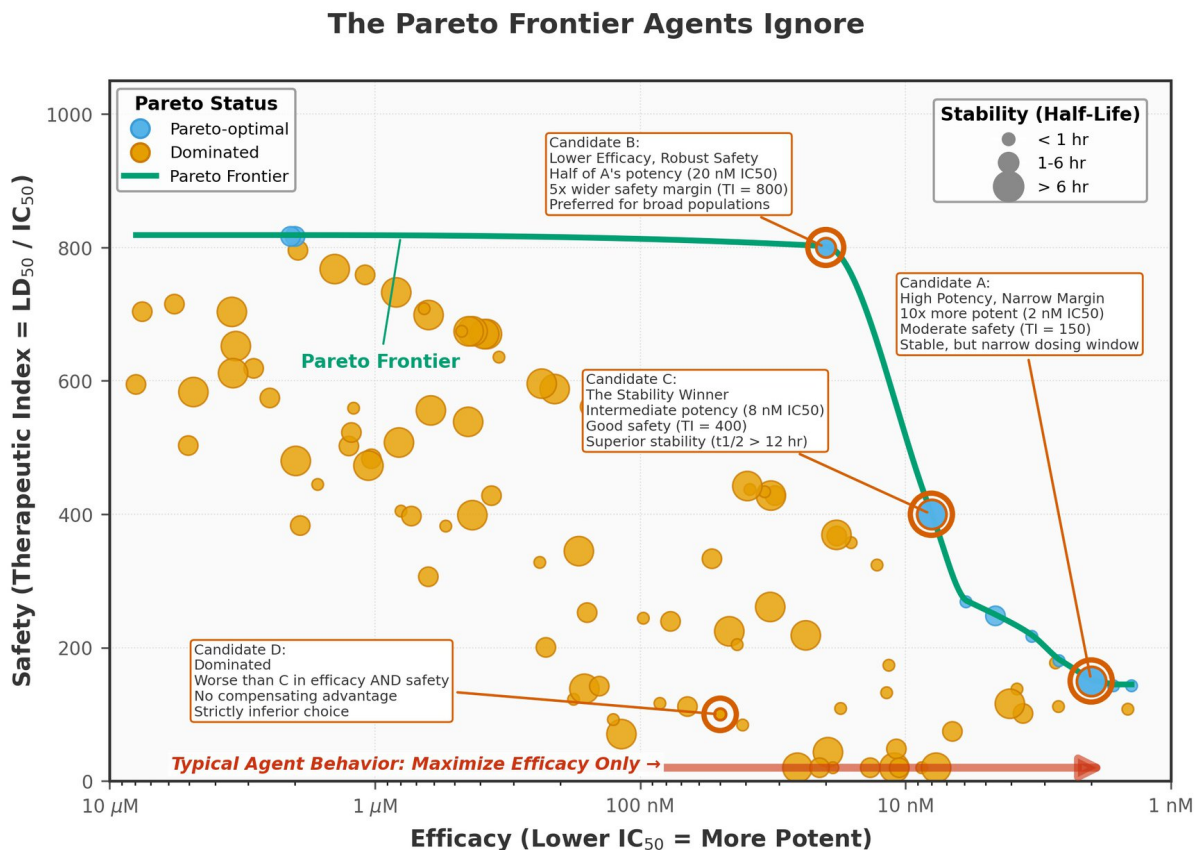 The Pareto Frontier Agents Ignore
Pareto Status
Pareto-optimal
Dominated
Pareto Frontier
Stability (Half-Life)
< 1 hr
1-6 hr
> 6 hr
Candidate B:
Lower Efficacy, Robust Safety
Half of A's potency (20 nM IC50)
5x wider safety margin (TI = 800)
Preferred for broad populations
Candidate A:
High Potency, Narrow Margin
10x more potent (2 nM IC50)
Moderate safety (TI = 150)
Stable, but narrow dosing window
Pareto Frontier
Candidate C:
The Stability Winner
Intermediate potency (8 nM IC50)
Good safety (TI = 400)
Superior stability (t1/2 > 12 hr)
Candidate D:
Dominated
Worse than C in efficacy AND safety
No compensating advantage
Strictly inferior choice
Typical Agent Behavior: Maximize Efficacy Only →
1000
800
600
400
200
0
Safety (Therapeutic Index = LD₅₀ / IC₅₀)
10 μM
1 μM
100 nM
10 nM
1 nM
Efficacy (Lower IC₅₀ = More Potent)